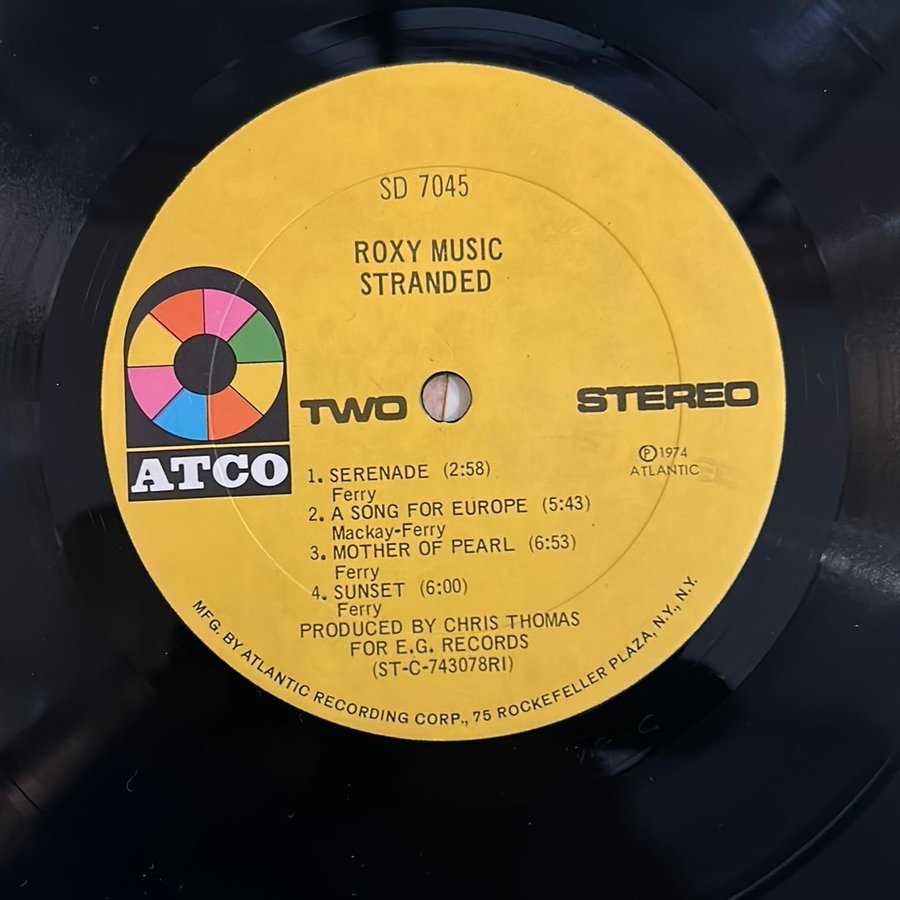 SD 7045
ROXY MUSIC
STRANDED
ATCO
TWO
STEREO
℗ 1974
ATLANTIC
1. SERENADE (2:58)
Ferry
2. A SONG FOR EUROPE (5:43)
Mackay-Ferry
3. MOTHER OF PEARL (6:53)
Ferry
4. SUNSET (6:00)
Ferry
PRODUCED BY CHRIS THOMAS
FOR E.G. RECORDS
(ST-C-743078RI)
MFG. BY ATLANTIC RECORDING CORP., 75 ROCKEFELLER PLAZA, N.Y., N.Y.